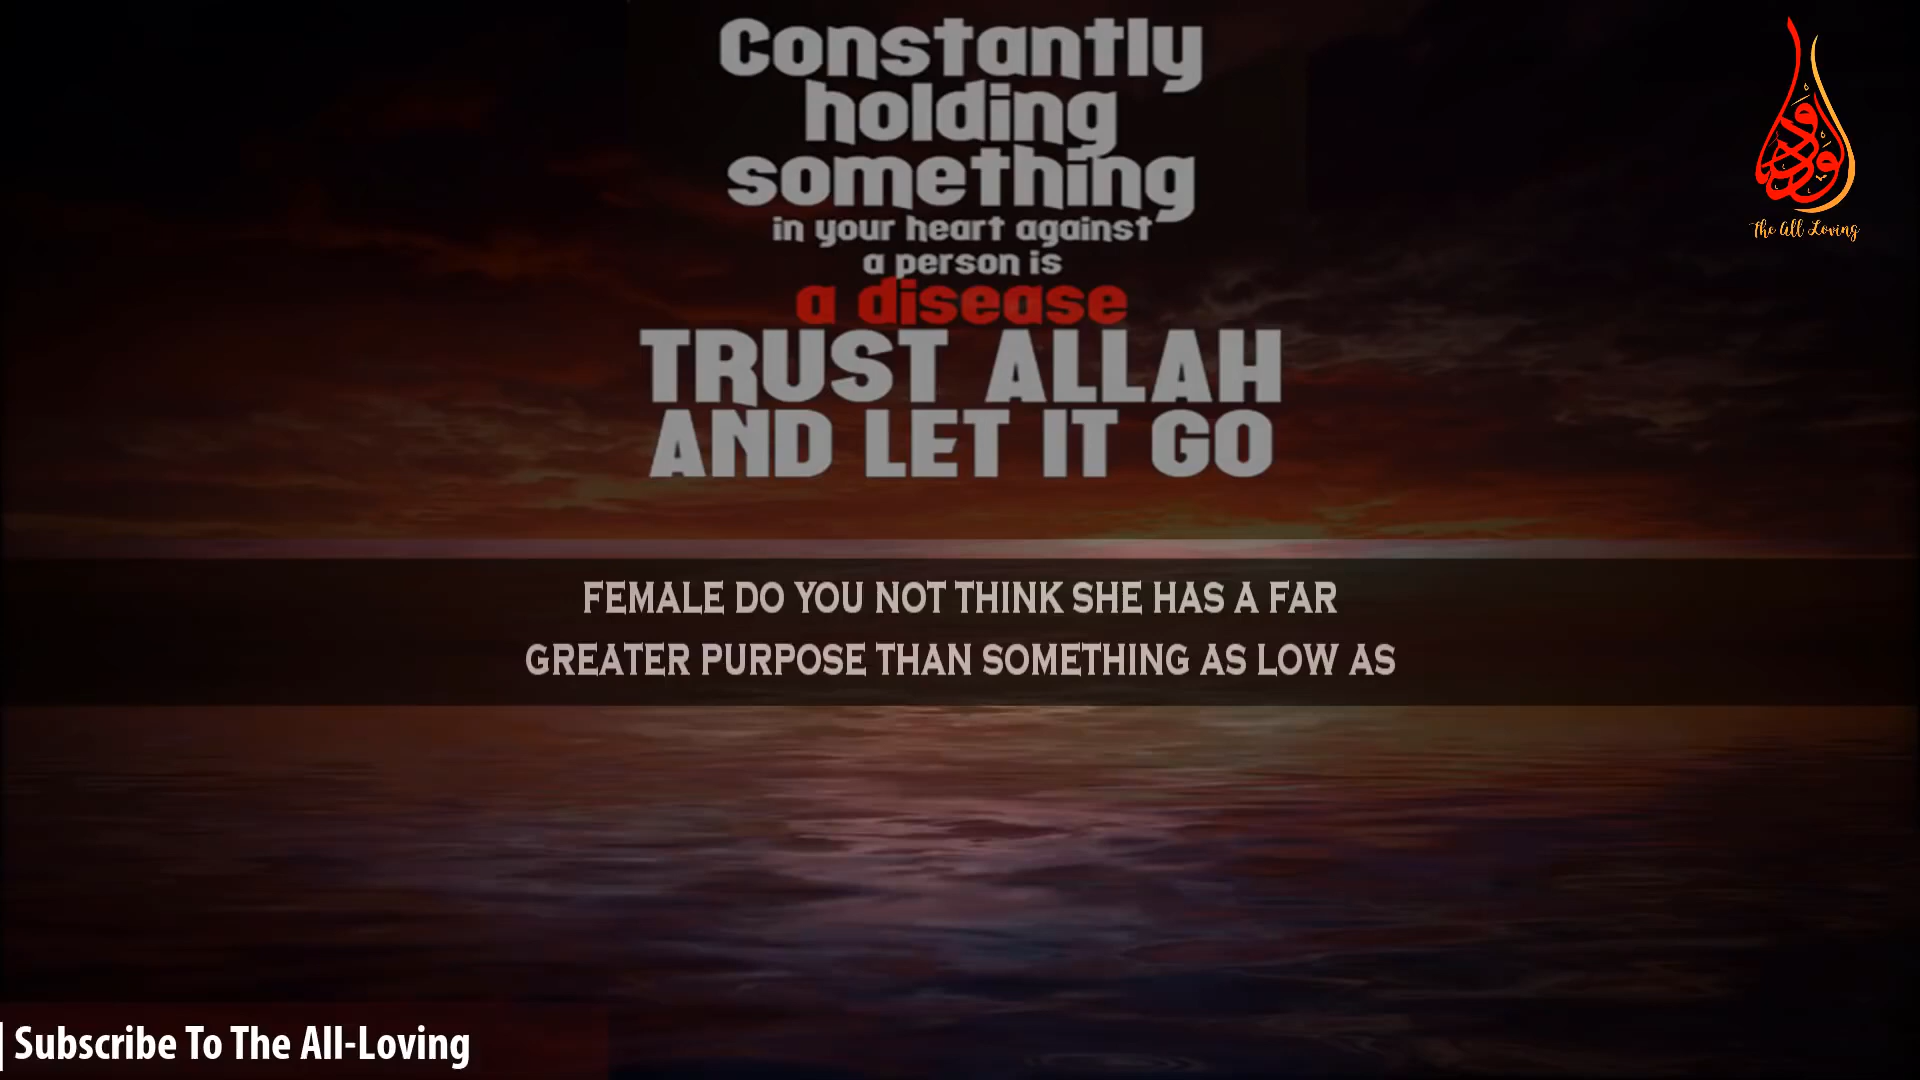 Constantly
holding
something
in your heart against
a person is
a disease
TRUST ALLAH
AND LET IT GO
The All Loving
FEMALE DO YOU NOT THINK SHE HAS A FAR
GREATER PURPOSE THAN SOMETHING AS LOW AS
Subscribe To The All-Loving